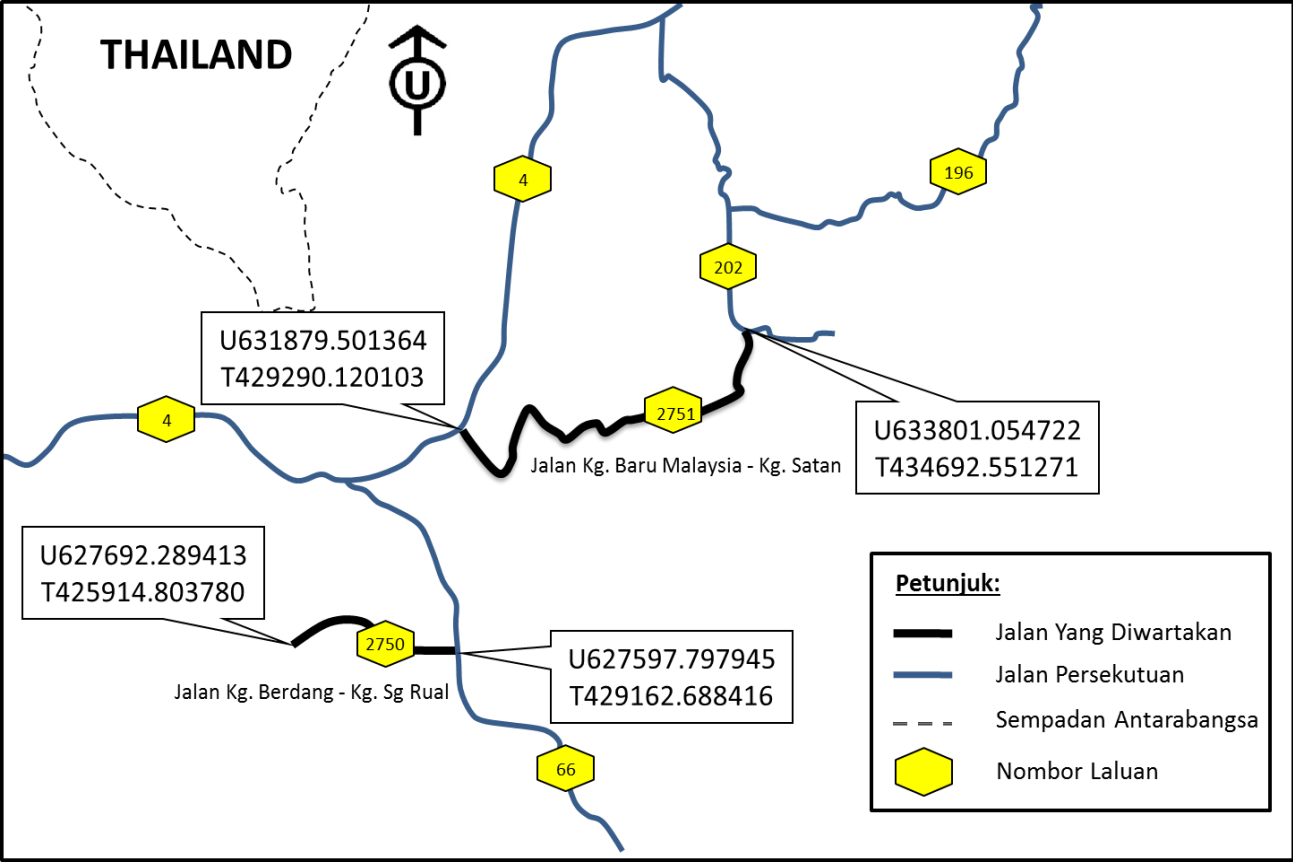 THAILAND
U
4
196
202
U631879.501364
T429290.120103
4
2751
U633801.054722
T434692.551271
Jalan Kg. Baru Malaysia - Kg. Satan
U627692.289413
T425914.803780
2750
U627597.797945
T429162.688416
Jalan Kg. Berdang - Kg. Sg Rual
66
Petunjuk:
Jalan Yang Diwartakan
Jalan Persekutuan
Sempadan Antarabangsa
Nombor Laluan